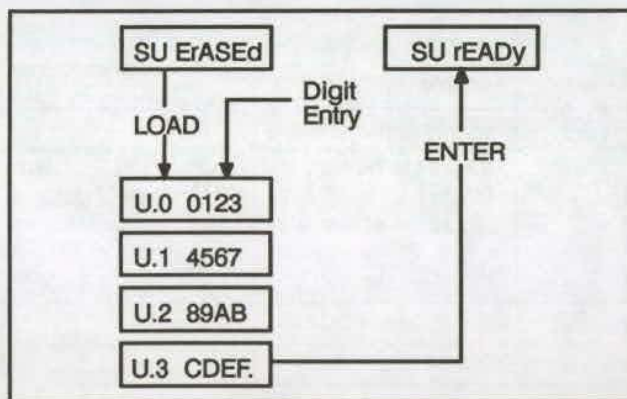 SU ErASEd
SU rEADy
Digit
Entry
LOAD
ENTER
U.0 0123
U.1 4567
U.2 89AB
U.3 CDEF.